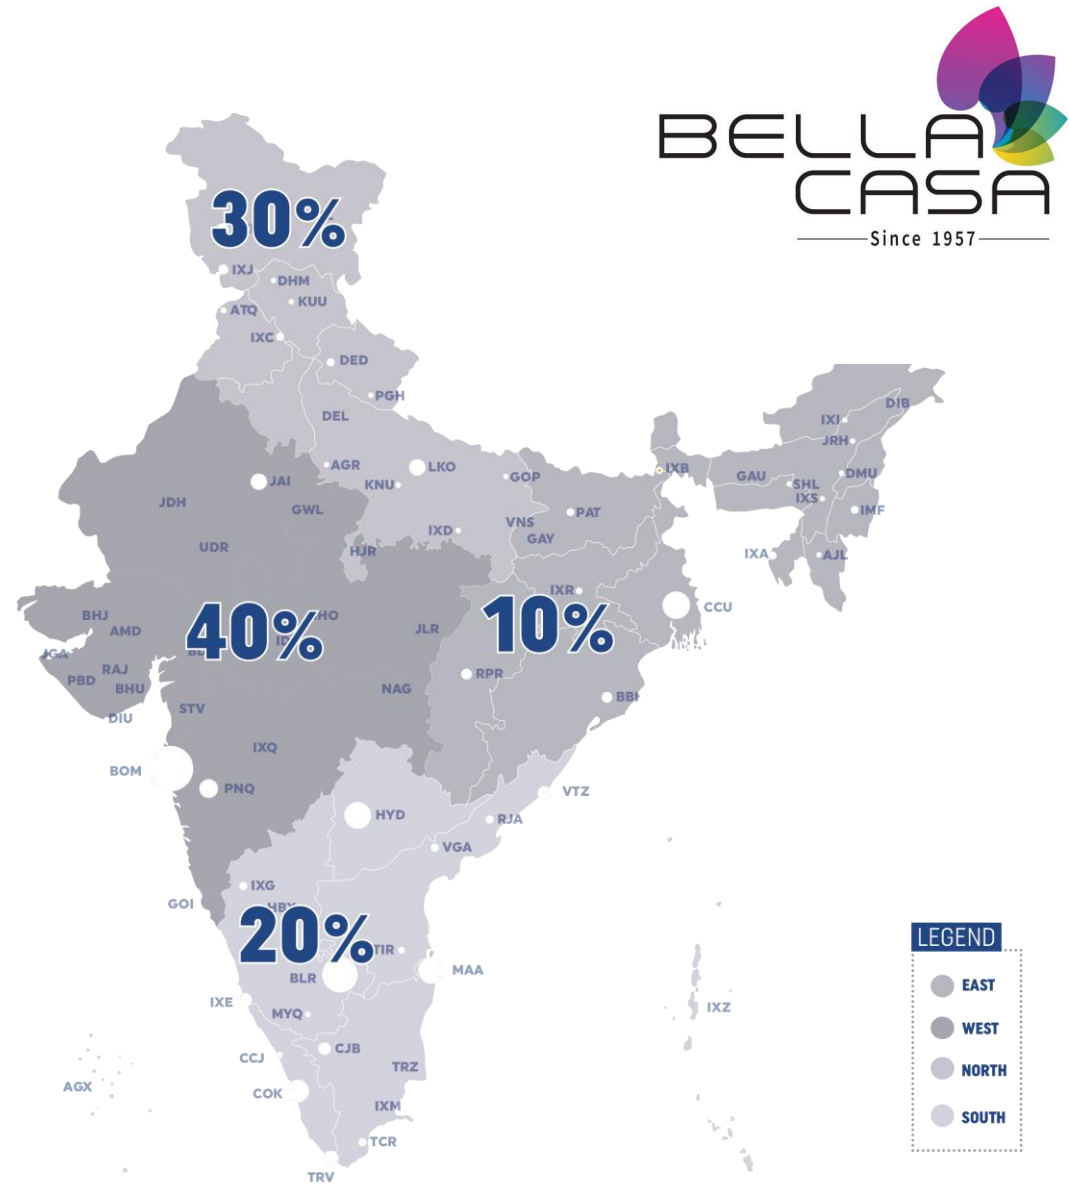 BELLA
CASA
Since 1957
30%
IXJ
DHM
KUU
ATQ
IXC
DED
PGH
DEL
DIB
IXI
JRH
AGR
LKO
IXB
GOP
GAU
DMU
JAI
KNU
SHL
IXS
JDH
GWL
PAT
IMF
VNS
IXD
GAY
UDR
HJR
IXA
AJL
IXR
CCU
BHJ
AMD
40%
10%
JLR
JGA
RAJ
PBD
BHU
RPR
NAG
BBI
STV
DIU
IXQ
BOM
PNQ
VTZ
HYD
RJA
VGA
IXG
GOI
20%
TIR
BLR
MAA
IXE
MYQ
IXZ
CJB
CCJ
TRZ
AGX
COK
IXM
TCR
TRV
LEGEND
EAST
WEST
NORTH
SOUTH